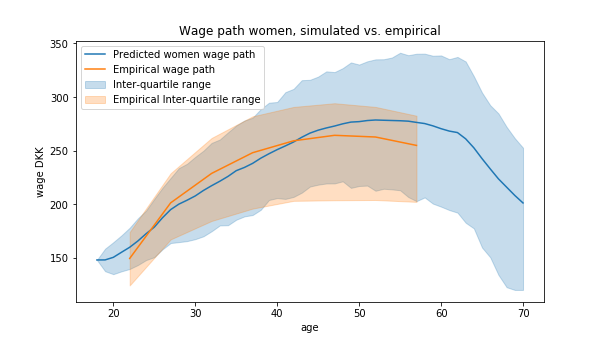 Wage path women, simulated vs. empirical
Predicted women wage path
Empirical wage path
Inter-quartile range
Empirical Inter-quartile range
350
300
250
200
150
wage DKK
20 30 40 50 60 70
age